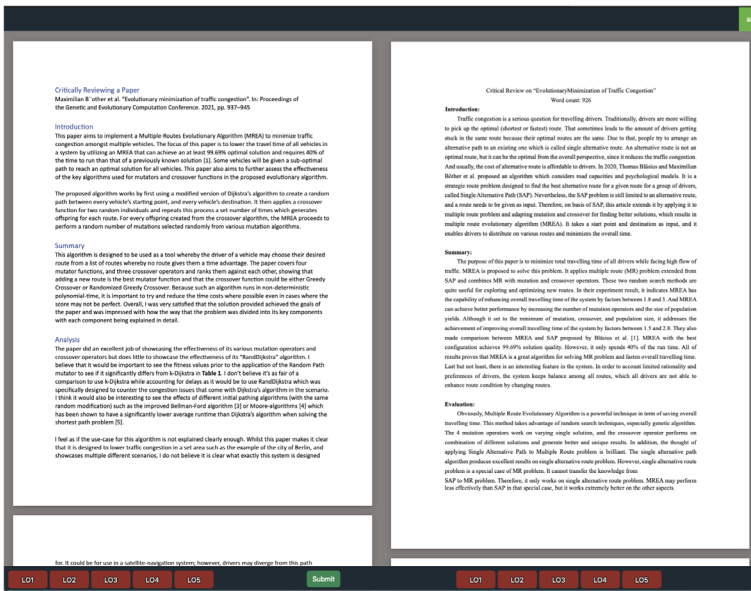 Critically Reviewing a Paper
Maximilian B¨other et al. "Evolutionary minimization of traffic congestion". In: Proceedings of
the Genetic and Evolutionary Computation Conference. 2021, pp. 937–945
Introduction
This paper aims to implement a Multiple-Routes Evolutionary Algorithm (MREA) to minimize traffic
congestion amongst multiple vehicles. The focus of this paper is to lower the travel time of all vehicles in
a system by utilizing an MREA that can achieve an at least 99.69% optimal solution and requires 40% of
the time to run than that of a previously known solution [1]. Some vehicles will be given a sub-optimal
path to reach an optimal solution for all vehicles. This paper also aims to further assess the effectiveness
of the key algorithms used for mutators and crossover functions in the proposed evolutionary algorithm.
The proposed algorithm works by first using a modified version of Dijkstra's algorithm to create a random
path between every vehicle's starting point, and every vehicle's destination. It then applies a crossover
function for two random individuals and repeats this process a set number of times which generates
offspring for each route. For every offspring created from the crossover algorithm, the MREA proceeds to
perform a random number of mutations selected randomly from various mutation algorithms.
Summary
This algorithm is designed to be used as a tool whereby the driver of a vehicle may choose their desired
route from a list of routes whereby no route gives them a time advantage. The paper covers four
mutator functions, and three crossover operators and ranks them against each other, showing that
adding a new route is the best mutator function and that the crossover function could be either Greedy
Crossover or Randomized Greedy Crossover. Because such an algorithm runs in non-deterministic
polynomial-time, it is important to try and reduce the time costs where possible even in cases where the
score may not be perfect. Overall, I was very satisfied that the solution provided achieved the goals of
the paper and was impressed with how the way that the problem was divided into its key components
with each component being explained in detail.
Analysis
The paper did an excellent job of showcasing the effectiveness of its various mutation operators and
crossover operators but does little to showcase the effectiveness of its "RandDijkstra" algorithm. I
believe that it would be important to see the fitness values prior to the application of the Random Path
mutator to see if it significantly differs from k-Dijkstra in Table 1. I don't believe it's as fair of a
comparison to use k-Dijkstra while accounting for delays as it would be to use RandDijkstra which was
specifically designed to counter the congestion issues that come with Dijkstra's algorithm in the scenario.
I think it would also be interesting to see the effects of different initial pathing algorithms (with the same
random modification) such as the improved Bellman-Ford algorithm [3] or Moore-algorithms [4] which
has been shown to have a significantly lower average runtime than Dijkstra's algorithm when solving the
shortest path problem [5].
I feel as if the use-case for this algorithm is not explained clearly enough. Whilst this paper makes it clear
that it is designed to lower traffic congestion in a set area such as the example of the city of Berlin, and
showcases multiple different scenarios, I do not believe it is clear what exactly this system is designed
for. It could be for use in a satellite-navigation system; however, drivers may diverge from this path
Critical Review on "EvolutionaryMinimization of Traffic Congestion"
Word count: 926
Introduction:
Traffic congestion is a serious question for travelling drivers. Traditionally, drivers are more willing
to pick up the optimal (shortest or fastest) route. That sometimes leads to the amount of drivers getting
stuck in the same route because their optimal routes are the same. Due to that, people try to arrange an
alternative path to an existing one which is called single alternative route. An alternative route is not an
optimal route, but it can be the optimal from the overall perspective, since it reduces the traffic congestion.
And usually, the cost of alternative route is affordable to drivers. In 2020, Thomas Bläsius and Maximilian
Böther et al. proposed an algorithm which considers road capacities and psychological models. It is a
strategic route problem designed to find the best alternative route for a given route for a group of drivers,
called Single Alternative Path (SAP). Nevertheless, the SAP problem is still limited to an alternative route,
and a route needs to be given as input. Therefore, on basis of SAP, this article extends it by applying it to
multiple route problem and adapting mutation and crossover for finding better solutions, which results in
multiple route evolutionary algorithm (MREA). It takes a start point and destination as input, and it
enables drivers to distribute on various routes and minimizes the overall time.
Summary:
The purpose of this paper is to minimize total travelling time of all drivers while facing high flow of
traffic. MREA is proposed to solve this problem. It applies multiple route (MR) problem extended from
SAP and combines MR with mutation and crossover operators. These two random search methods are
quite useful for exploring and optimizing new routes. In their experiment result, it indicates MREA has
the capability of enhancing overall travelling time of the system by factors between 1.8 and 3. And MREA
can achieve better performance by increasing the number of mutation operators and the size of population
yields. Although it set to the minimum of mutation, crossover, and population size, it addresses the
achievement of improving overall travelling time of the system by factors between 1.5 and 2.8. They also
made comparison between MREA and SAP proposed by Bläsius et al. [1]. MREA with the best
configuration achieves 99.69% solution quality. However, it only spends 40% of the run time. All of
results proves that MREA is a great algorithm for solving MR problem and fasten overall travelling time.
Last but not least, there is an interesting feature in the system. In order to account limited rationality and
preferences of drivers, the system keeps balance among all routes, which all drivers are not able to
enhance route condition by changing routes.
Evaluation:
Obviously, Multiple Route Evolutionary Algorithm is a powerful technique in term of saving overall
travelling time. This method takes advantage of random search techniques, especially genetic algorithm.
The 4 mutation operators work on varying single solution, and the crossover operator performs on
combination of different solutions and generate better and unique results. In addition, the thought of
applying Single Alternative Path to Multiple Route problem is brilliant. The single alternative path
algorithm produces excellent results on single alternative route problem. However, single alternative route
problem is a special case of MR problem. It cannot transfer the knowledge from
SAP to MR problem. Therefore, it only works on single alternative route problem. MREA may perform
less effectively than SAP in that special case, but it works extremely better on the other aspects.
LO1 LO2 LO3 LO4 LO5 Submit LO1 LO2 LO3 LO4 LO5